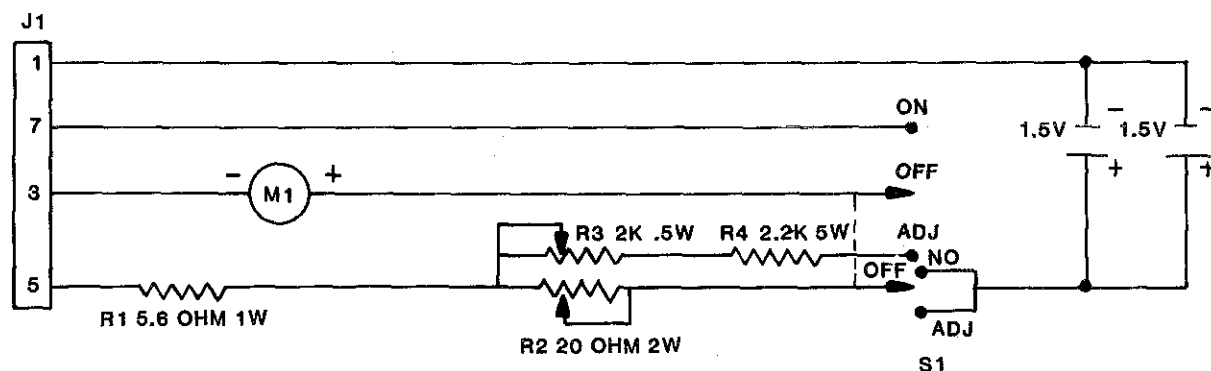 J1
1
ON
7
1.5V
1.5V
-
-
+
+
OFF
3
-
M1
+
R3 2K .5W
R4 2.2K 5W
ADJ
NO
OFF
5
R1 5.6 OHM 1W
R2 20 OHM 2W
ADJ
S1